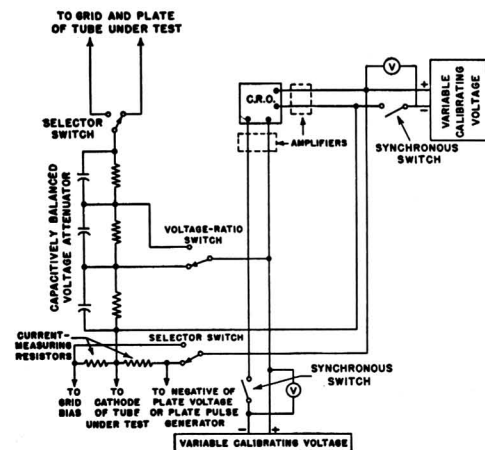 TO GRID AND PLATE
OF TUBE UNDER TEST
SELECTOR
SWITCH
CAPACITIVELY BALANCED
VOLTAGE ATTENUATOR
VOLTAGE-RATIO
SWITCH
C.R.O.
AMPLIFIERS
V
+
–
VARIABLE
CALIBRATING
VOLTAGE
SYNCHRONOUS
SWITCH
CURRENT-
MEASURING
RESISTORS
SELECTOR SWITCH
TO
GRID
BIAS
TO
CATHODE
OF TUBE
UNDER TEST
TO NEGATIVE OF
PLATE VOLTAGE
OR PLATE PULSE
GENERATOR
SYNCHRONOUS
SWITCH
V
– +
VARIABLE CALIBRATING VOLTAGE